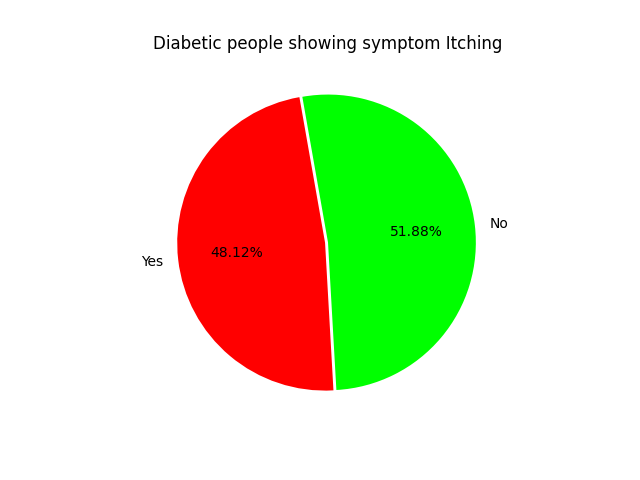 Diabetic people showing symptom Itching
No
51.88%
48.12%
Yes